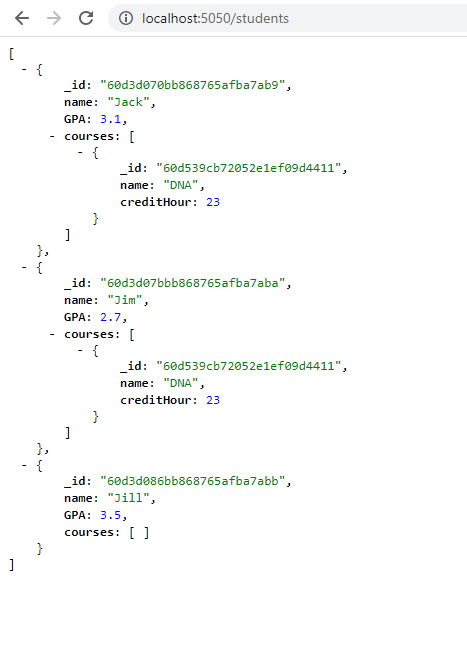 localhost:5050/students
[
- {
_id: "60d3d070bb868765afba7ab9",
name: "Jack",
GPA: 3.1,
- courses: [
- {
_id: "60d539cb72052e1ef09d4411",
name: "DNA",
creditHour: 23
}
]
},
- {
_id: "60d3d07bbb868765afba7aba",
name: "Jim",
GPA: 2.7,
- courses: [
- {
_id: "60d539cb72052e1ef09d4411",
name: "DNA",
creditHour: 23
}
]
},
- {
_id: "60d3d086bb868765afba7abb",
name: "Jill",
GPA: 3.5,
courses: [ ]
}
]